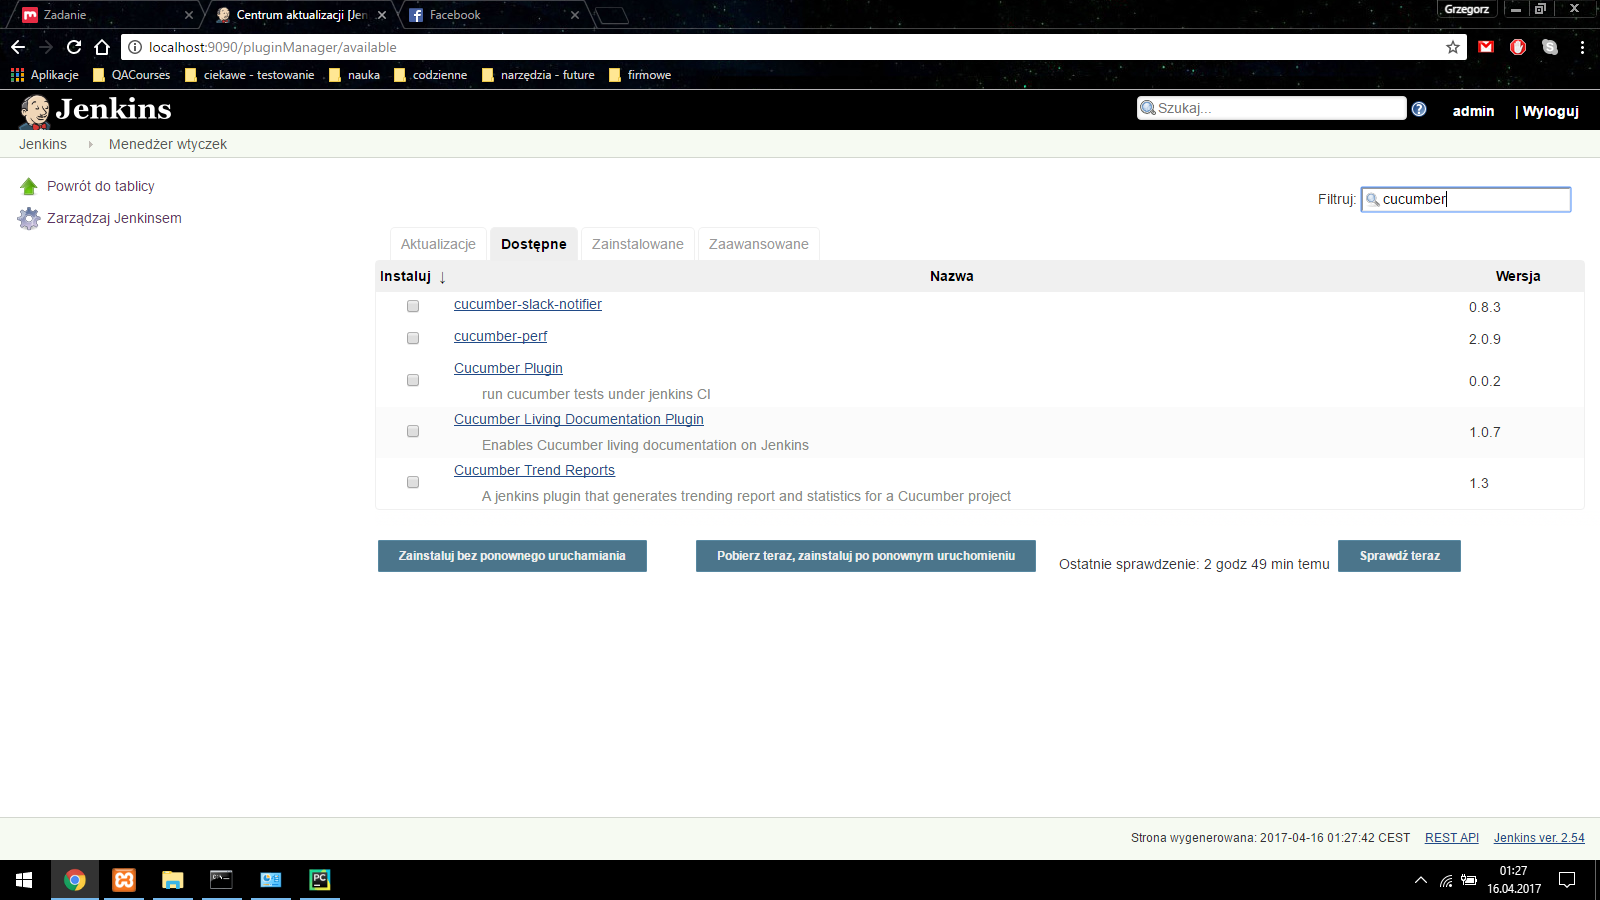 Zadanie
Centrum aktualizacji [Jen
Facebook
Grzegorz
localhost:9090/pluginManager/available
Aplikacje
QACourses
ciekawe - testowanie
nauka
codzienne
narzędzia - future
firmowe
Jenkins
Szukaj...
admin
| Wyloguj
Jenkins
Menedżer wtyczek
Powrót do tablicy
Zarządzaj Jenkinsem
Filtruj:
cucumber
Aktualizacje
Dostępne
Zainstalowane
Zaawansowane
Instaluj ↓
Nazwa
Wersja
cucumber-slack-notifier
0.8.3
cucumber-perf
2.0.9
Cucumber Plugin
run cucumber tests under jenkins CI
0.0.2
Cucumber Living Documentation Plugin
Enables Cucumber living documentation on Jenkins
1.0.7
Cucumber Trend Reports
A jenkins plugin that generates trending report and statistics for a Cucumber project
1.3
Zainstaluj bez ponownego uruchamiania
Pobierz teraz, zainstaluj po ponownym uruchomieniu
Ostatnie sprawdzenie: 2 godz 49 min temu
Sprawdź teraz
Strona wygenerowana: 2017-04-16 01:27:42 CEST
REST API
Jenkins ver. 2.54
01:27
16.04.2017